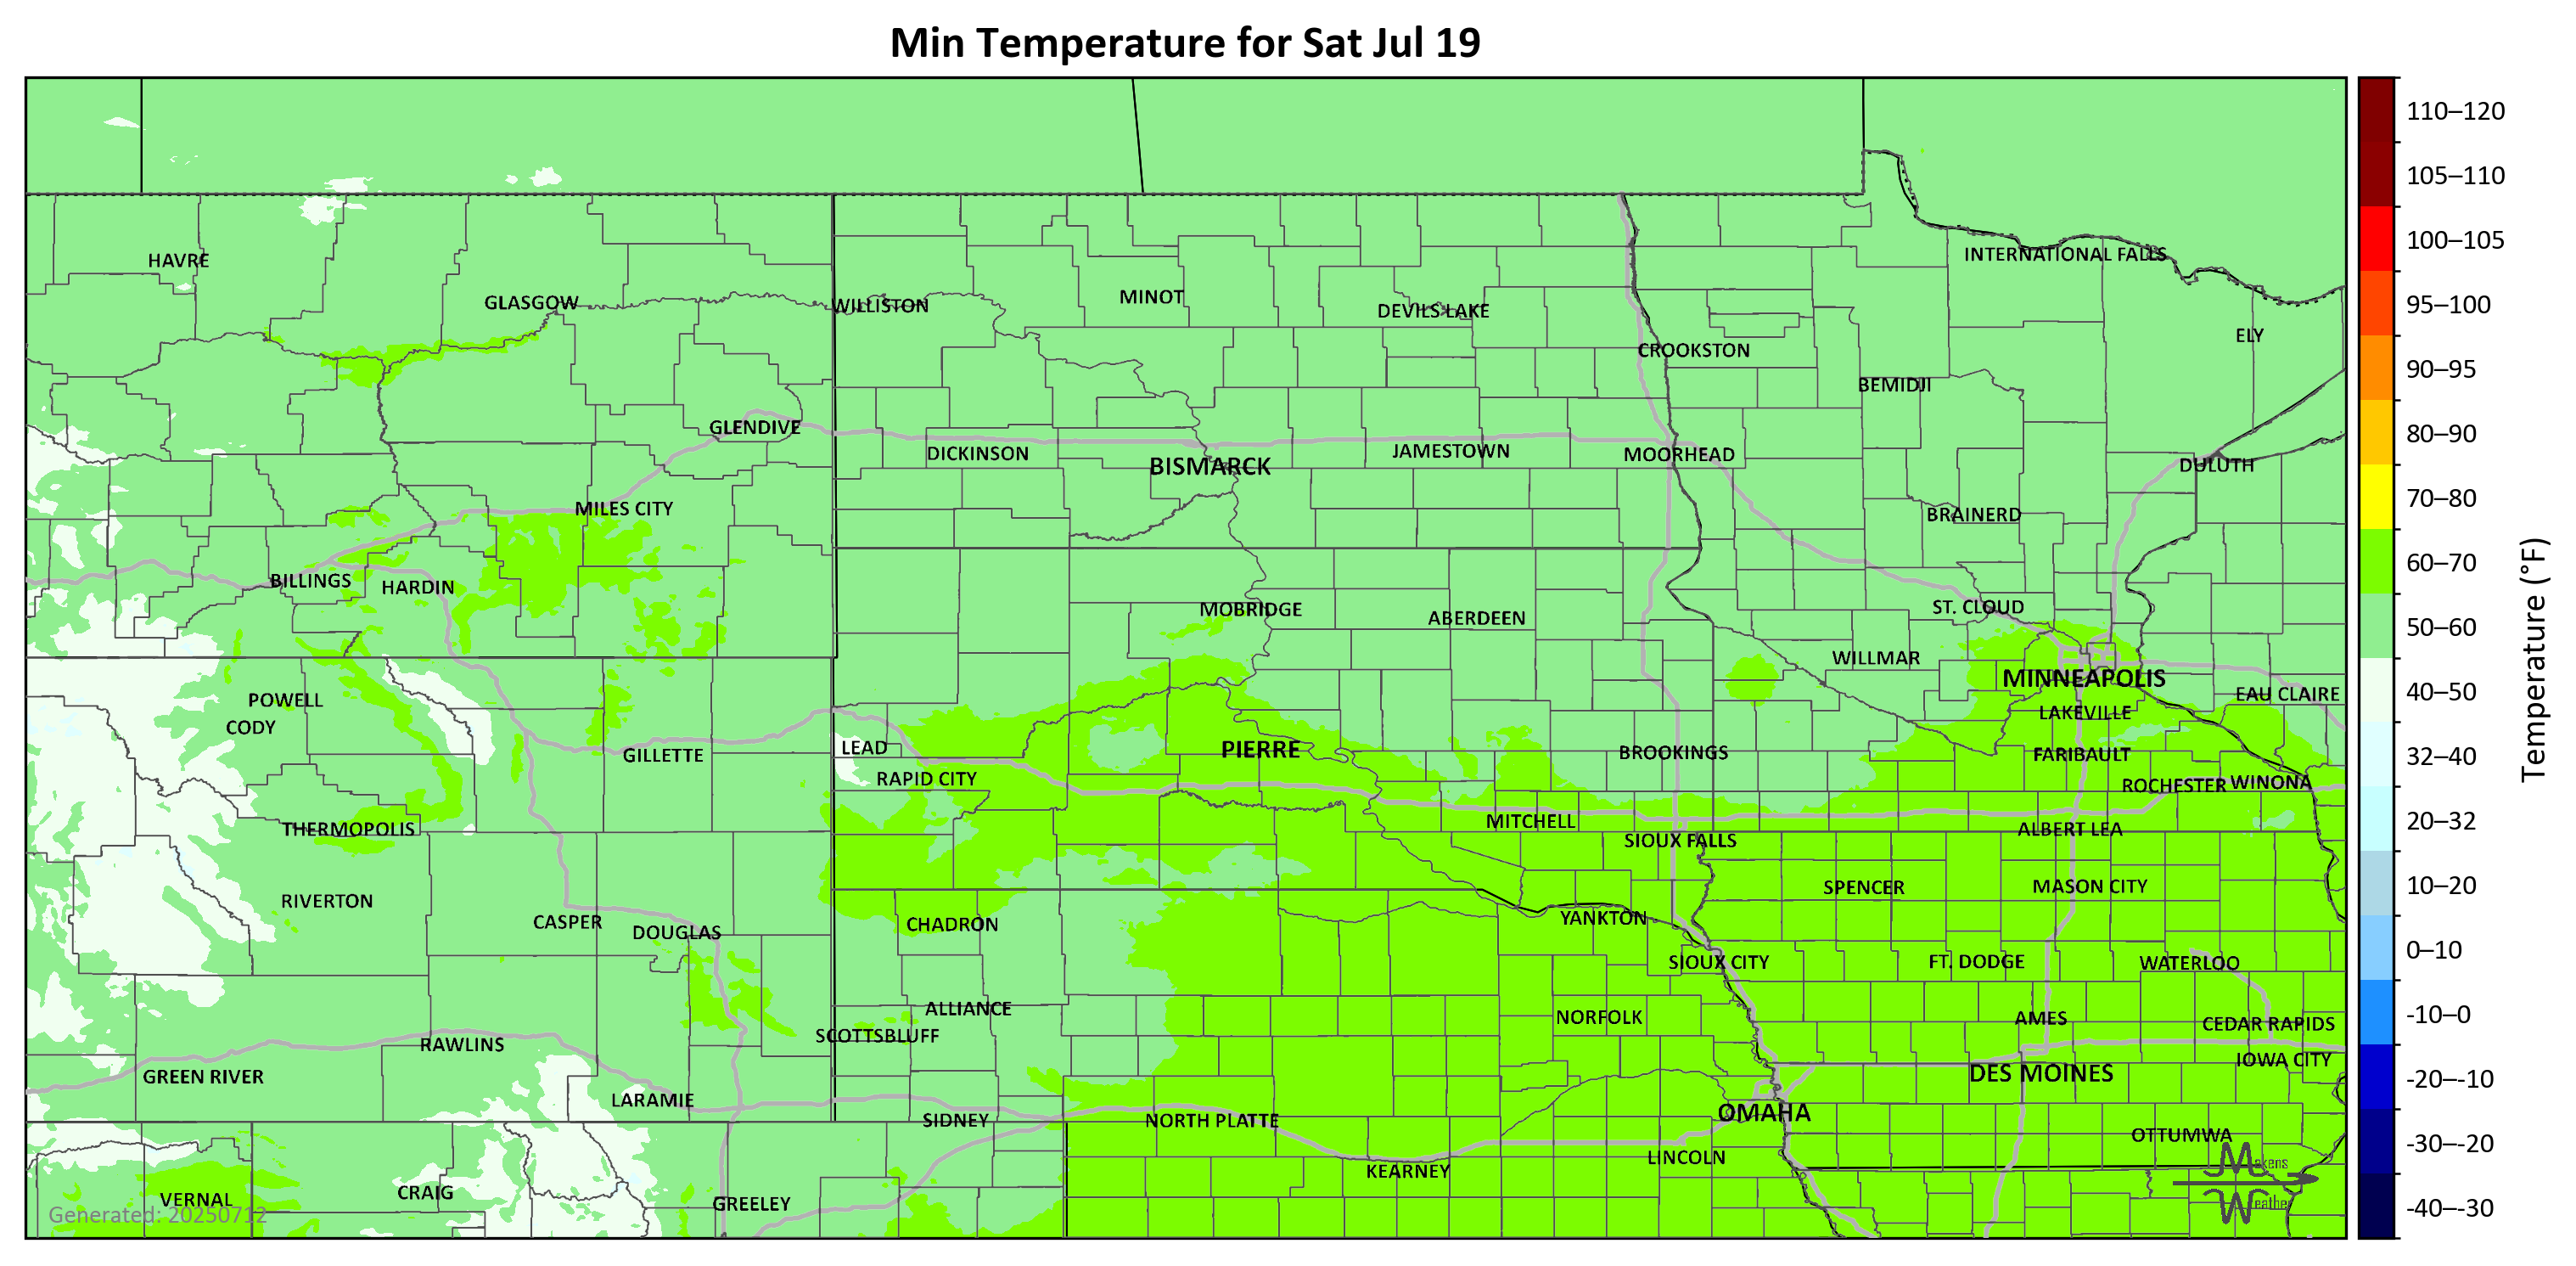 Min Temperature for Sat Jul 19
110–120
105–110
100–105
95–100
90–95
80–90
70–80
60–70
50–60
40–50
32–40
20–32
10–20
0–10
-10–0
-20–-10
-30–-20
-40–-30
Temperature (°F)
HAVRE
GLASGOW
WILLISTON
MINOT
DEVILS LAKE
INTERNATIONAL FALLS
ELY
CROOKSTON
BEMIDJI
GLENDIVE
DICKINSON
BISMARCK
JAMESTOWN
MOORHEAD
DULUTH
MILES CITY
BRAINERD
BILLINGS
HARDIN
MOBRIDGE
ABERDEEN
ST. CLOUD
WILLMAR
MINNEAPOLIS
EAU CLAIRE
POWELL
CODY
LAKEVILLE
GILLETTE
LEAD
PIERRE
BROOKINGS
FARIBAULT
RAPID CITY
ROCHESTER
WINONA
THERMOPOLIS
MITCHELL
SIOUX FALLS
ALBERT LEA
RIVERTON
SPENCER
MASON CITY
CASPER
DOUGLAS
CHADRON
YANKTON
SIOUX CITY
FT. DODGE
WATERLOO
ALLIANCE
NORFOLK
AMES
CEDAR RAPIDS
SCOTTSBLUFF
RAWLINS
IOWA CITY
GREEN RIVER
DES MOINES
LARAMIE
SIDNEY
NORTH PLATTE
OMAHA
OTTUMWA
LINCOLN
KEARNEY
VERNAL
CRAIG
GREELEY
Generated: 20250712
Makens
Weather